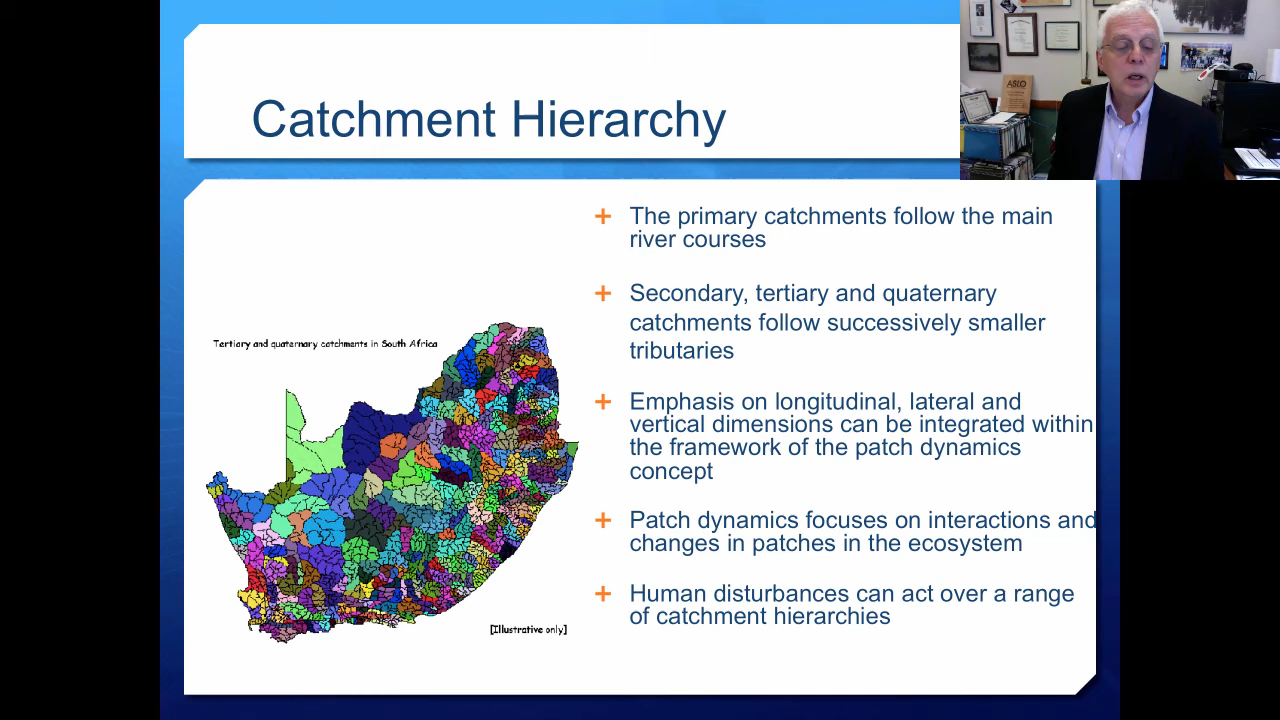 Catchment Hierarchy
ASLO
The primary catchments follow the main
river courses
Secondary, tertiary and quaternary
catchments follow successively smaller
tributaries
Emphasis on longitudinal, lateral and
vertical dimensions can be integrated within
the framework of the patch dynamics
concept
Patch dynamics focuses on interactions and
changes in patches in the ecosystem
Human disturbances can act over a range
of catchment hierarchies
Tertiary and quaternary catchments in South Africa
[Illustrative only]